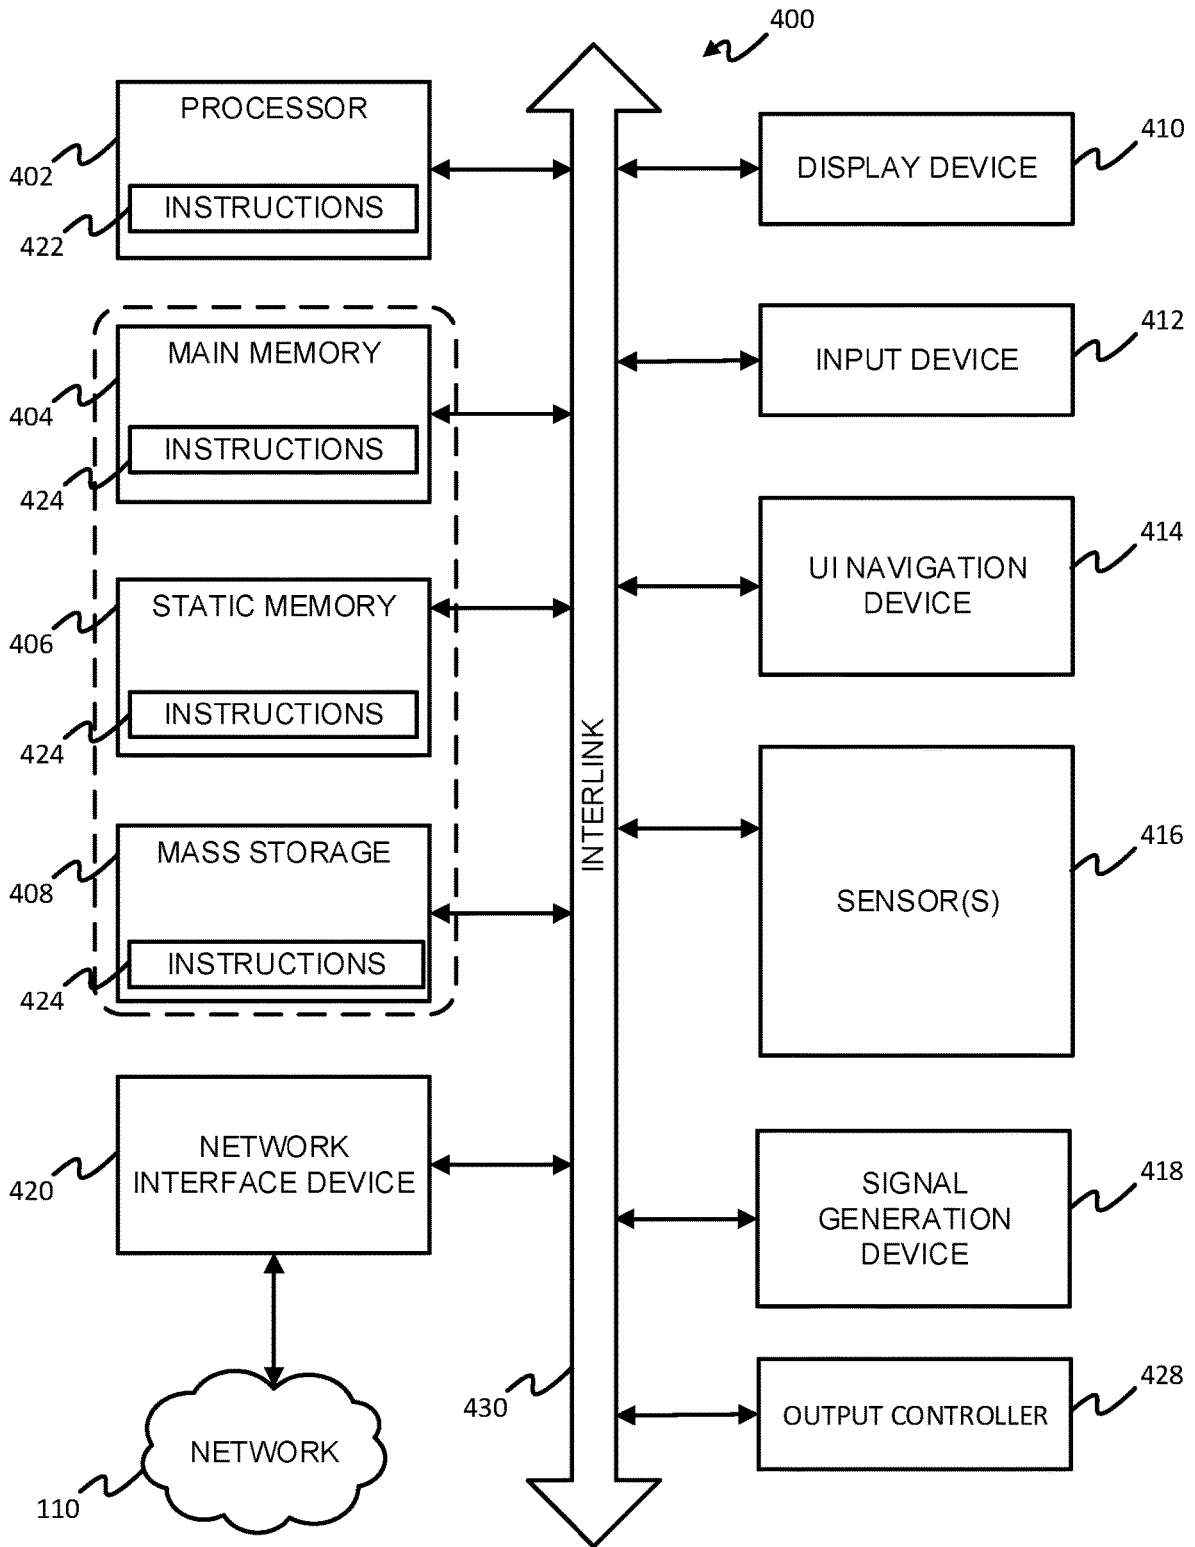 400
PROCESSOR
402
INSTRUCTIONS
422
MAIN MEMORY
404
INSTRUCTIONS
424
STATIC MEMORY
406
INSTRUCTIONS
424
MASS STORAGE
408
INSTRUCTIONS
424
NETWORK
INTERFACE DEVICE
420
NETWORK
110
INTERLINK
430
DISPLAY DEVICE
410
INPUT DEVICE
412
UI NAVIGATION
DEVICE
414
SENSOR(S)
416
SIGNAL
GENERATION
DEVICE
418
OUTPUT CONTROLLER
428